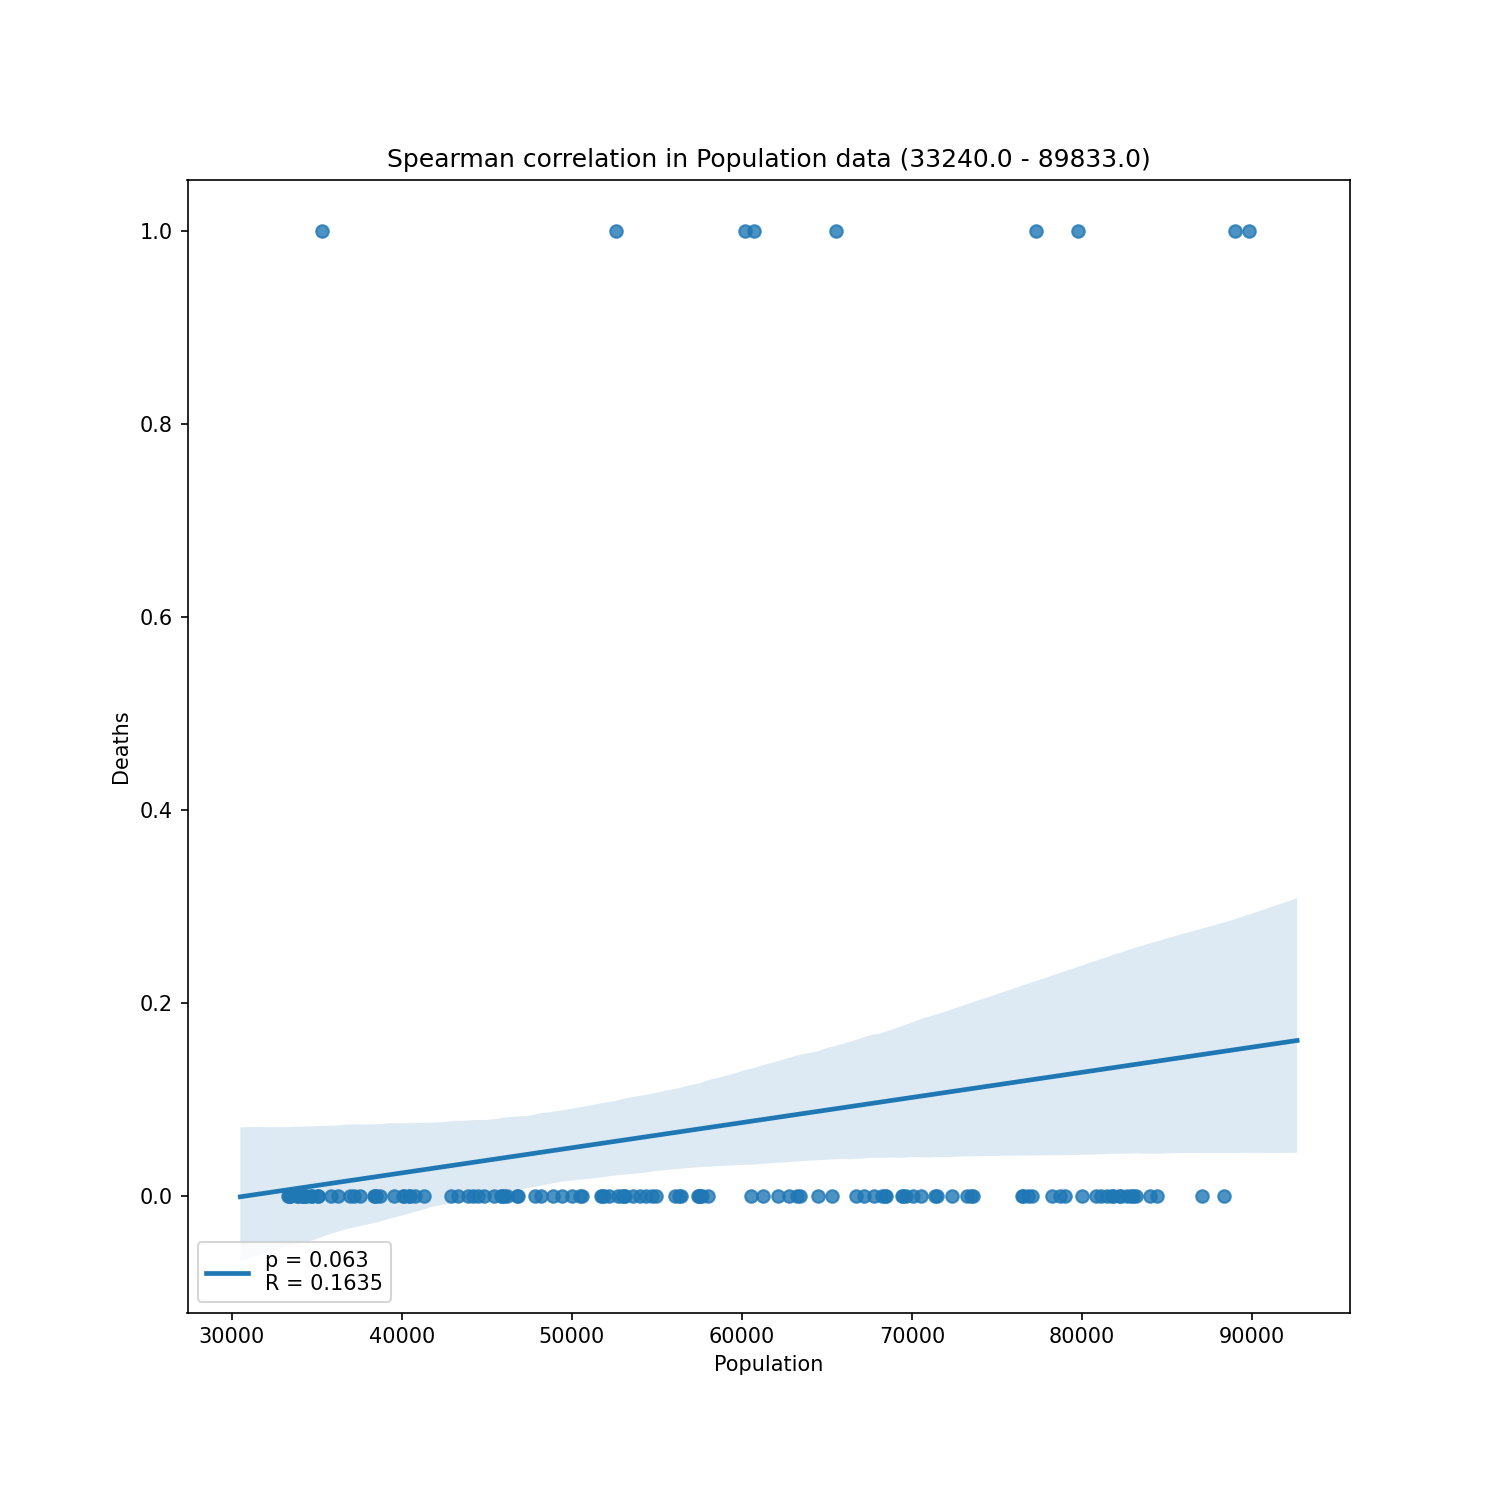 Spearman correlation in Population data (33240.0 - 89833.0)
1.0
0.8
0.6
0.4
0.2
0.0
Deaths
p = 0.063
R = 0.1635
30000 40000 50000 60000 70000 80000 90000
Population